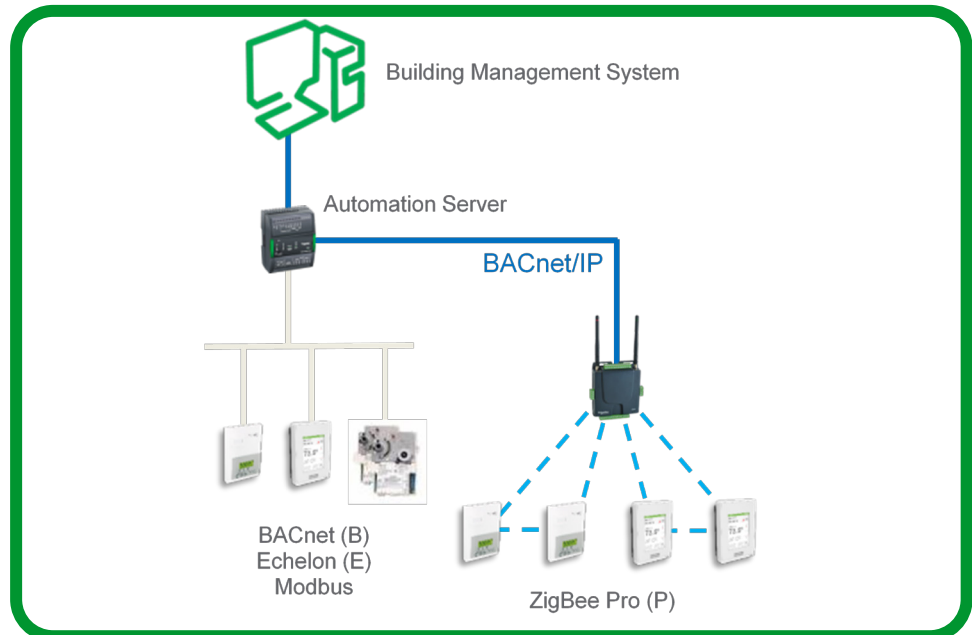 Building Management System
Automation Server
BACnet/IP
BACnet (B)
Echelon (E)
Modbus
ZigBee Pro (P)